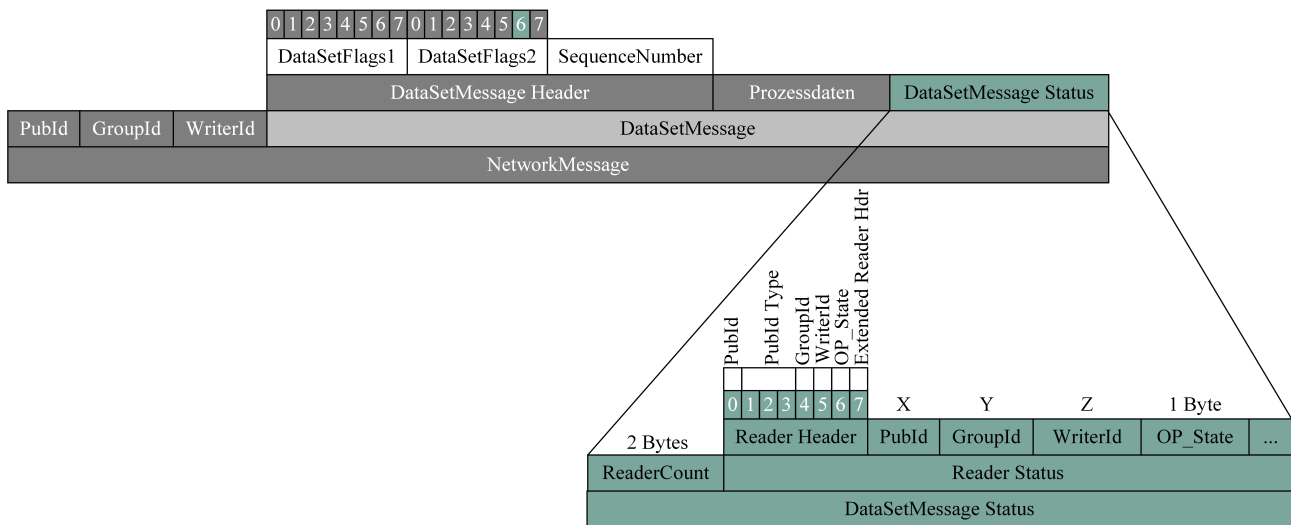 0 1 2 3 4 5 6 7 0 1 2 3 4 5 6 7
DataSetFlags1 DataSetFlags2 SequenceNumber
DataSetMessage Header Prozessdaten DataSetMessage Status
PubId GroupId WriterId DataSetMessage
NetworkMessage
PubId
PubId Type
GroupId
WriterId
OP_State
Extended Reader Hdr
0 1 2 3 4 5 6 7 X Y Z 1 Byte
2 Bytes Reader Header PubId GroupId WriterId OP_State ...
ReaderCount Reader Status
DataSetMessage Status